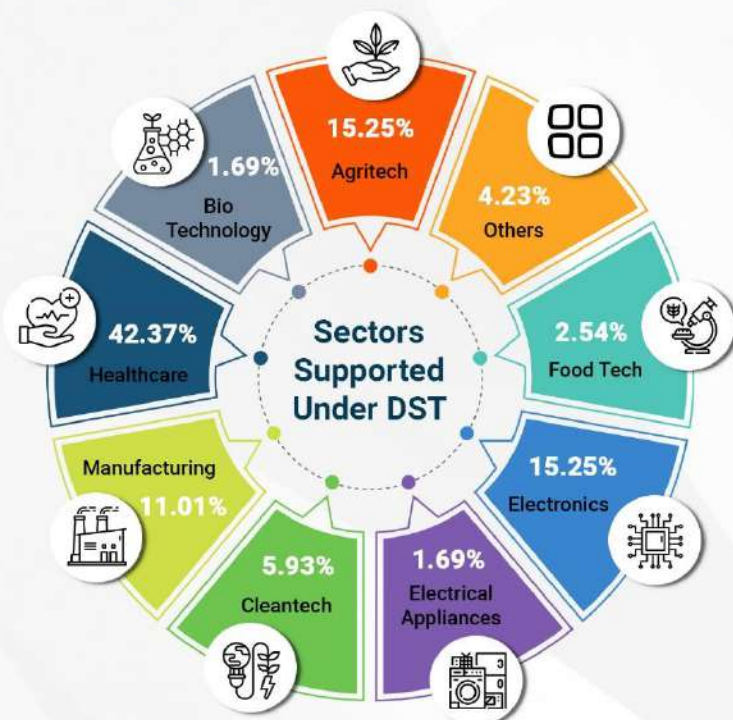 Sectors
Supported
Under DST
15.25%
Agritech
4.23%
Others
2.54%
Food Tech
15.25%
Electronics
1.69%
Electrical
Appliances
5.93%
Cleantech
Manufacturing
11.01%
42.37%
Healthcare
1.69%
Bio
Technology